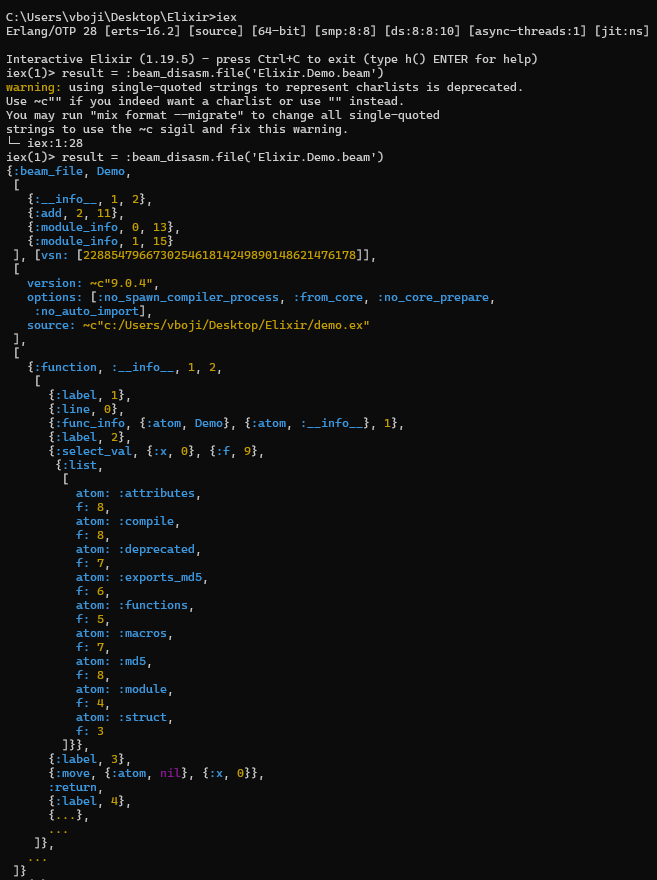 C:\Users\vboji\Desktop\Elixir>iex
Erlang/OTP 28 [erts-16.2] [source] [64-bit] [smp:8:8] [ds:8:8:10] [async-threads:1] [jit:ns]

Interactive Elixir (1.19.5) - press Ctrl+C to exit (type h() ENTER for help)
iex(1)> result = :beam_disasm.file('Elixir.Demo.beam')
warning: using single-quoted strings to represent charlists is deprecated.
Use ~c"" if you indeed want a charlist or use "" instead.
You may run "mix format --migrate" to change all single-quoted
strings to use the ~c sigil and fix this warning.
└─ iex:1:28
iex(1)> result = :beam_disasm.file('Elixir.Demo.beam')
{:beam_file, Demo,
 [
   {:__info__, 1, 2},
   {:add, 2, 11},
   {:module_info, 0, 13},
   {:module_info, 1, 15}
 ], [vsn: [228854796673025461814249890148621476178]],
 [
   version: ~c"9.0.4",
   options: [:no_spawn_compiler_process, :from_core, :no_core_prepare,
    :no_auto_import],
   source: ~c"c:/Users/vboji/Desktop/Elixir/demo.ex"
 ],
 [
   {:function, :__info__, 1, 2,
    [
      {:label, 1},
      {:line, 0},
      {:func_info, {:atom, Demo}, {:atom, :__info__}, 1},
      {:label, 2},
      {:select_val, {:x, 0}, {:f, 9},
       {:list,
        [
          atom: :attributes,
          f: 8,
          atom: :compile,
          f: 8,
          atom: :deprecated,
          f: 7,
          atom: :exports_md5,
          f: 6,
          atom: :functions,
          f: 5,
          atom: :macros,
          f: 7,
          atom: :md5,
          f: 8,
          atom: :module,
          f: 4,
          atom: :struct,
          f: 3
        ]}},
      {:label, 3},
      {:move, {:atom, nil}, {:x, 0}},
      :return,
      {:label, 4},
      {...},
      ...
    ]},
   ...
 ]}